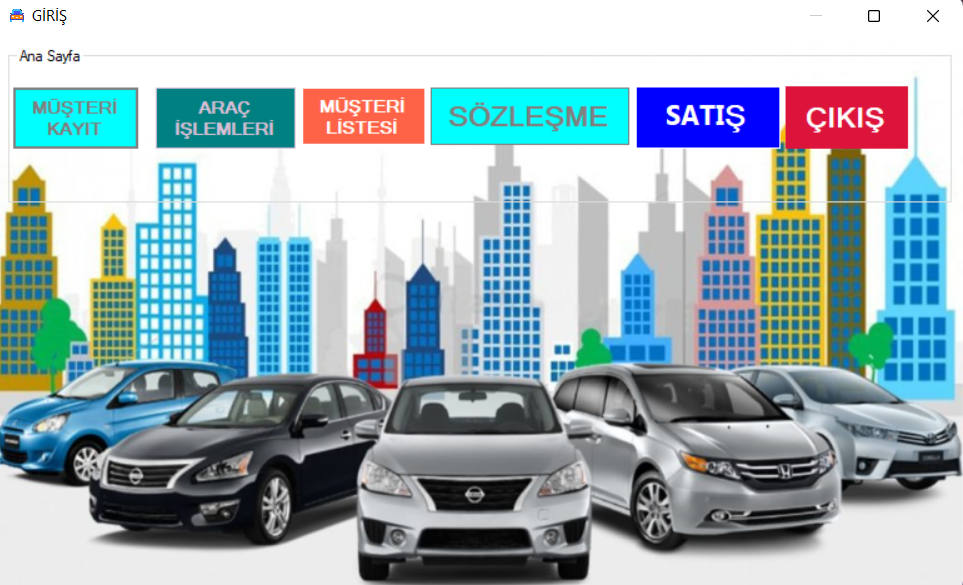 GİRİŞ
Ana Sayfa
MÜŞTERİ
KAYIT
ARAÇ
İŞLEMLERİ
MÜŞTERİ
LİSTESİ
SÖZLEŞME
SATIŞ
ÇIKIŞ